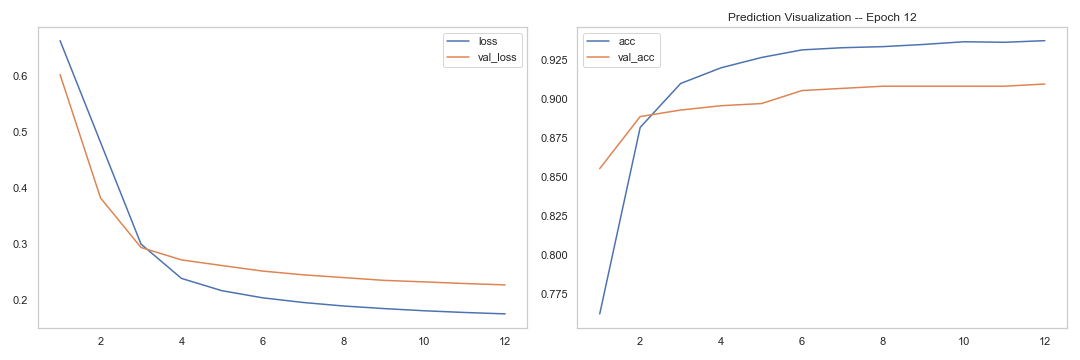 Prediction Visualization -- Epoch 12
loss
val_loss
0.6
0.5
0.4
0.3
0.2
2 4 6 8 10 12
acc
val_acc
0.925
0.900
0.875
0.850
0.825
0.800
0.775
2 4 6 8 10 12